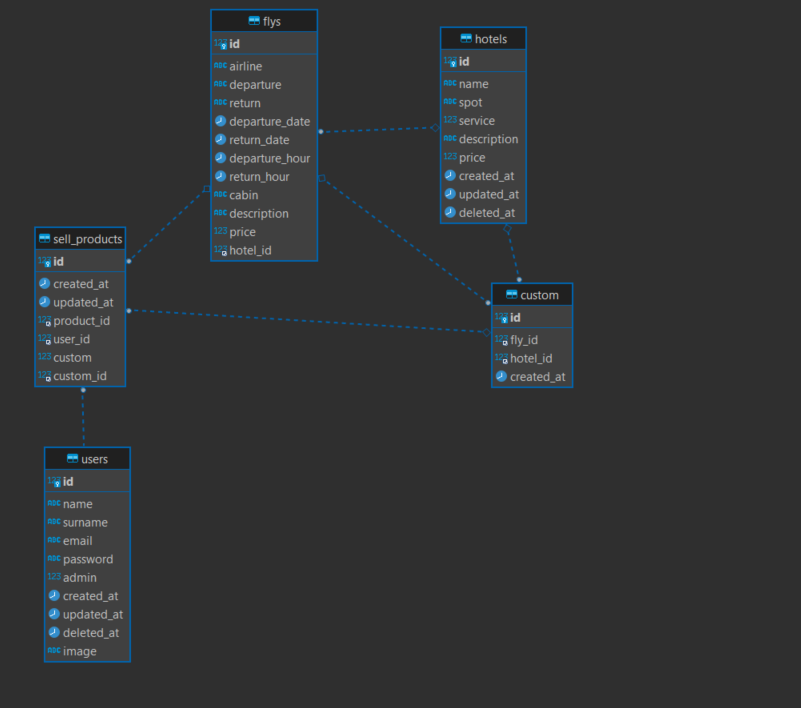 flys
id
airline
departure
return
departure_date
return_date
departure_hour
return_hour
cabin
description
price
hotel_id
hotels
id
name
spot
service
description
price
created_at
updated_at
deleted_at
sell_products
id
created_at
updated_at
product_id
user_id
custom
custom_id
custom
id
fly_id
hotel_id
created_at
users
id
name
surname
email
password
admin
created_at
updated_at
deleted_at
image